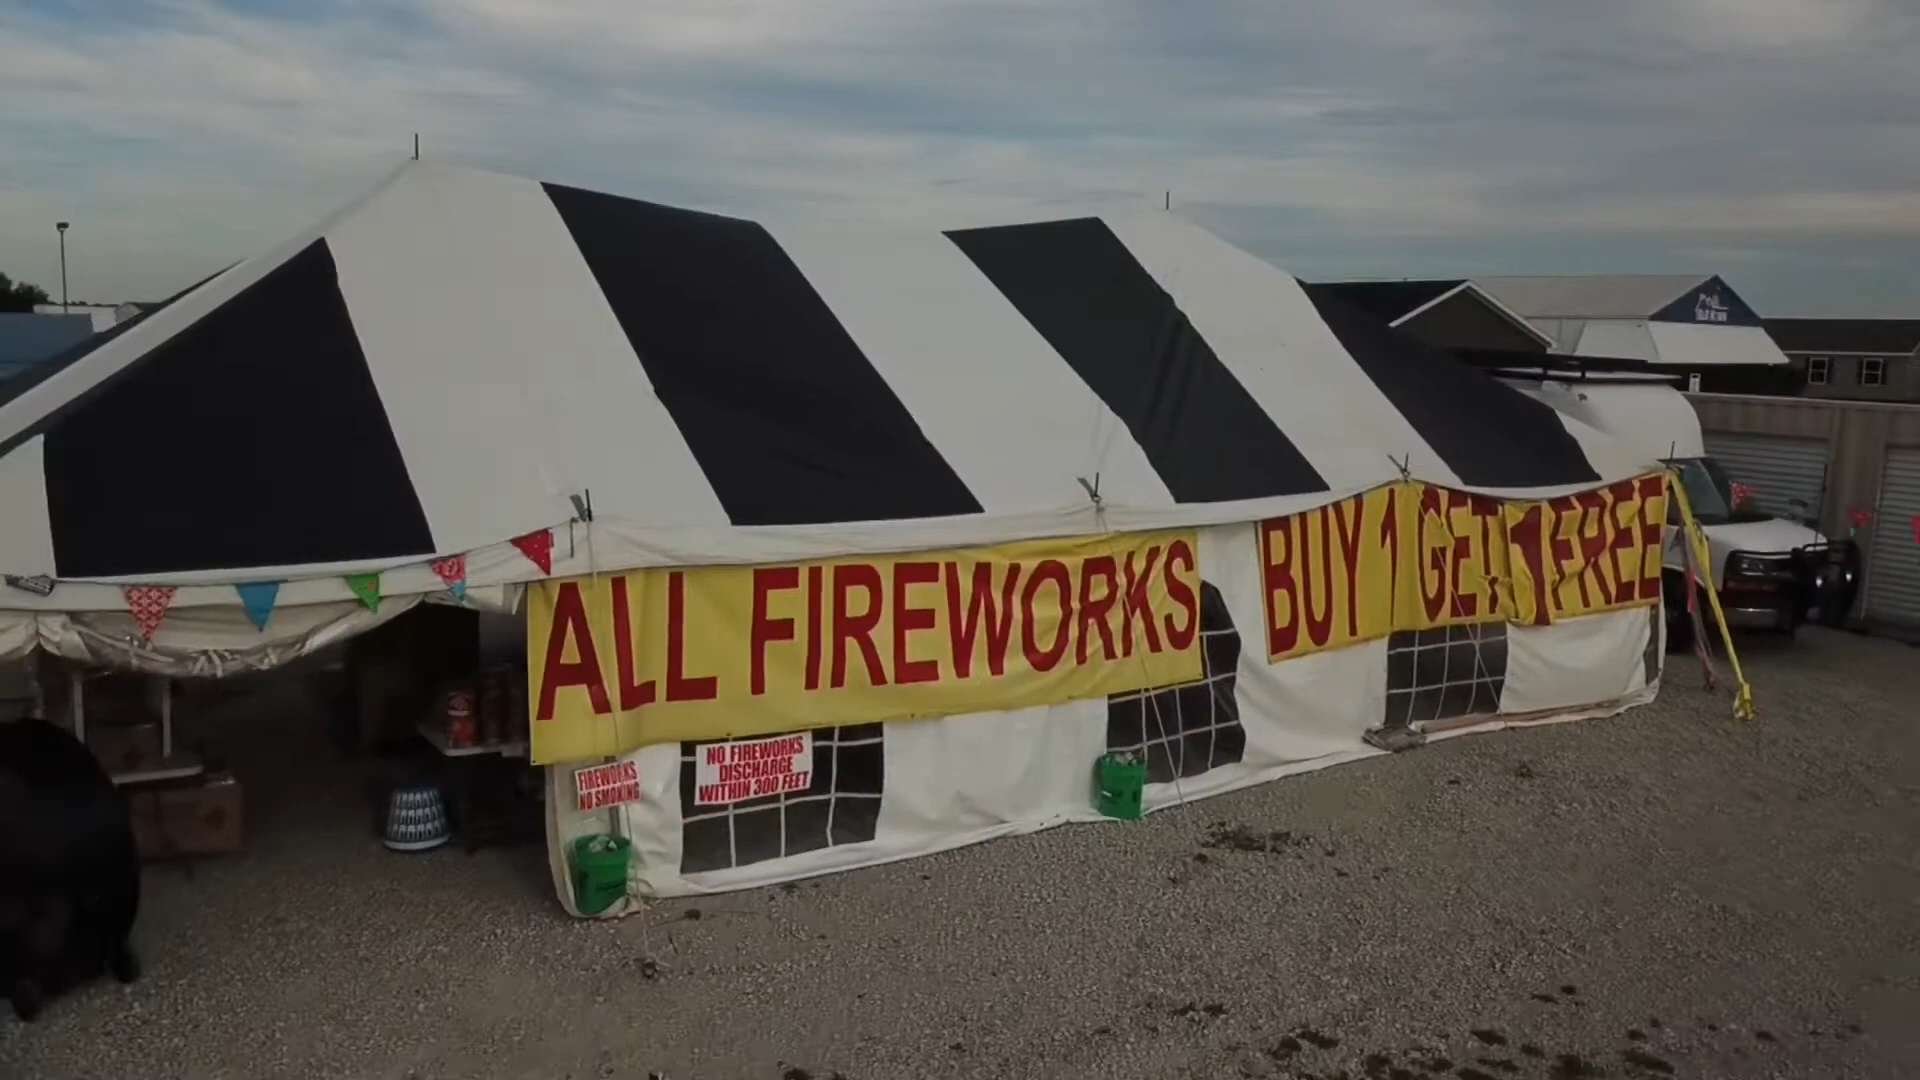 ALL FIREWORKS
BUY 1 GET 1 FREE
FIREWORKS
NO SMOKING
NO FIREWORKS
DISCHARGE
WITHIN 300 FEET